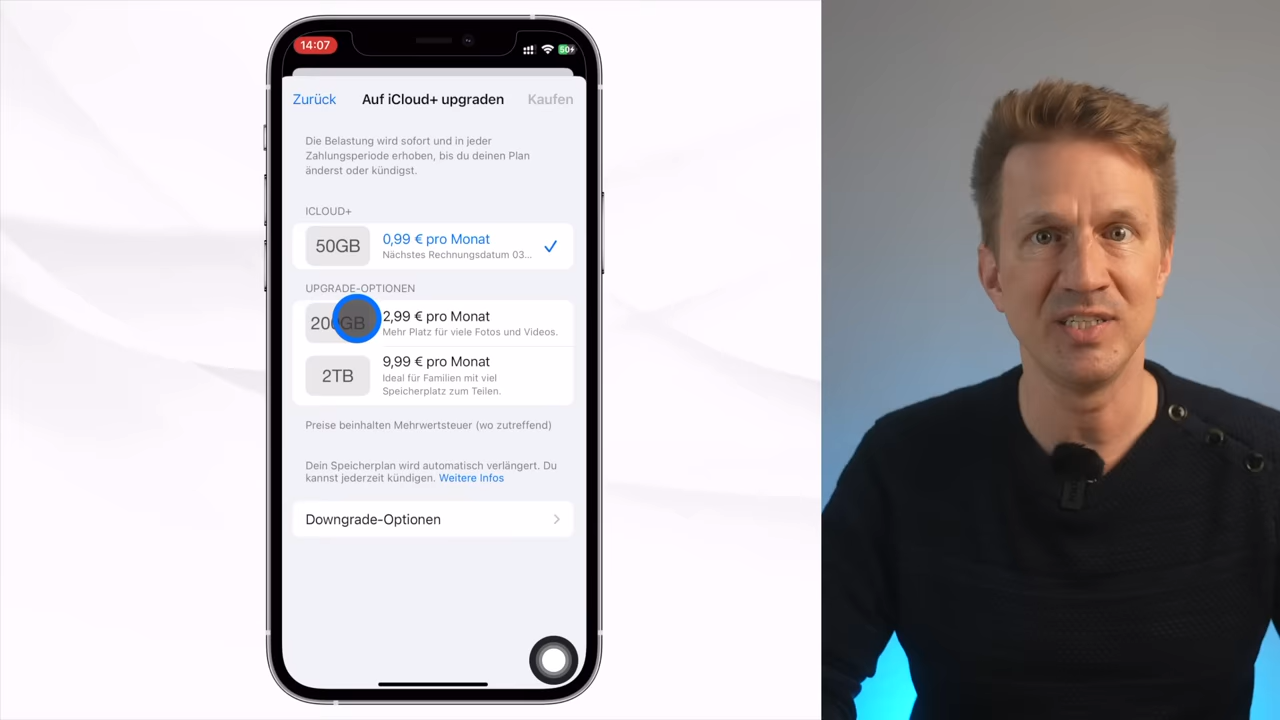 14:07
50
Zurück
Auf iCloud+ upgraden
Kaufen
Die Belastung wird sofort und in jeder
Zahlungsperiode erhoben, bis du deinen Plan
änderst oder kündigst.
ICLOUD+
50GB
0,99 € pro Monat
Nächstes Rechnungsdatum 03...
UPGRADE-OPTIONEN
200GB
2,99 € pro Monat
Mehr Platz für viele Fotos und Videos.
2TB
9,99 € pro Monat
Ideal für Familien mit viel
Speicherplatz zum Teilen.
Preise beinhalten Mehrwertsteuer (wo zutreffend)
Dein Speicherplan wird automatisch verlängert. Du
kannst jederzeit kündigen. Weitere Infos
Downgrade-Optionen